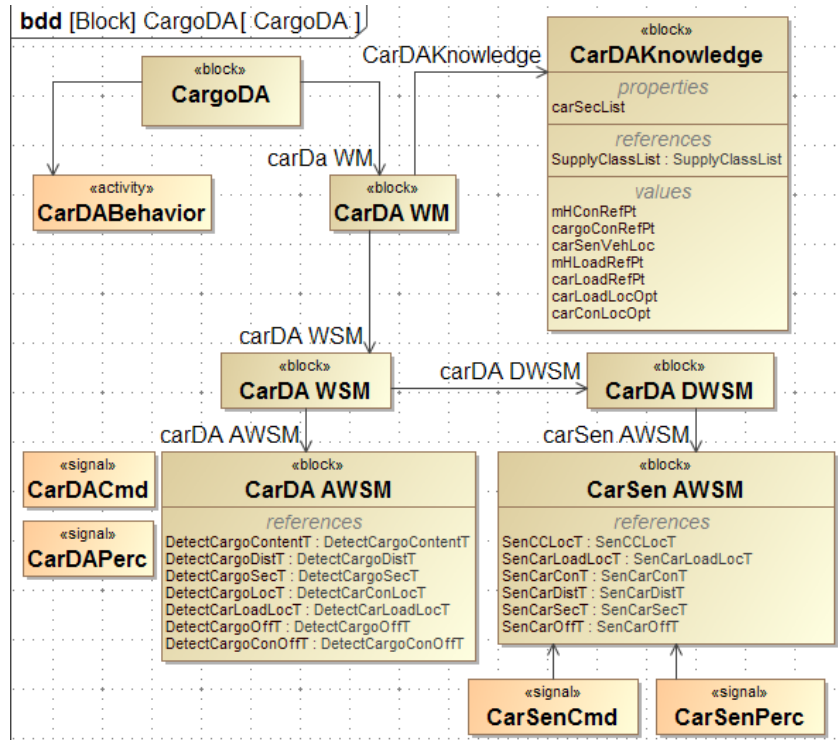 bdd [Block] CargoDA[ CargoDA ]
«block»
CargoDA
CarDAKnowledge
«block»
CarDAKnowledge
properties
carSecList
references
SupplyClassList : SupplyClassList
values
mHConRefPt
cargoConRefPt
carSenVehLoc
mHLoadRefPt
carLoadRefPt
carLoadLocOpt
carConLocOpt
carDa WM
«activity»
CarDABehavior
«block»
CarDA WM
carDA WSM
«block»
CarDA WSM
carDA DWSM
«block»
CarDA DWSM
carDA AWSM
carSen AWSM
«signal»
CarDACmd
«signal»
CarDAPerc
«block»
CarDA AWSM
references
DetectCargoContentT : DetectCargoContentT
DetectCargoDistT : DetectCargoDistT
DetectCargoSecT : DetectCargoSecT
DetectCargoLocT : DetectCarConLocT
DetectCarLoadLocT : DetectCarLoadLocT
DetectCargoOffT : DetectCargoOffT
DetectCargoConOffT : DetectCargoConOffT
«block»
CarSen AWSM
references
SenCCLocT : SenCCLocT
SenCarLoadLocT : SenCarLoadLocT
SenCarConT : SenCarConT
SenCarDistT : SenCarDistT
SenCarSecT : SenCarSecT
SenCarOffT : SenCarOffT
«signal»
CarSenCmd
«signal»
CarSenPerc